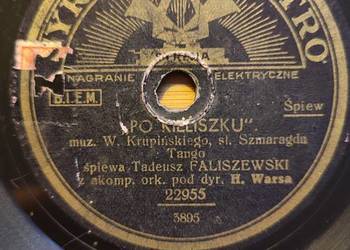 SYRENA ELECTRO
NAGRANIE ELEKTRYCZNE
B.I.E.M.
Śpiew
"PO KIELISZKU"
muz. W. Krupińskiego, sł. Szmaragda
Tango
śpiewa Tadeusz FALISZEWSKI
z akomp. ork. pod dyr. H. Warsa
22955
5895